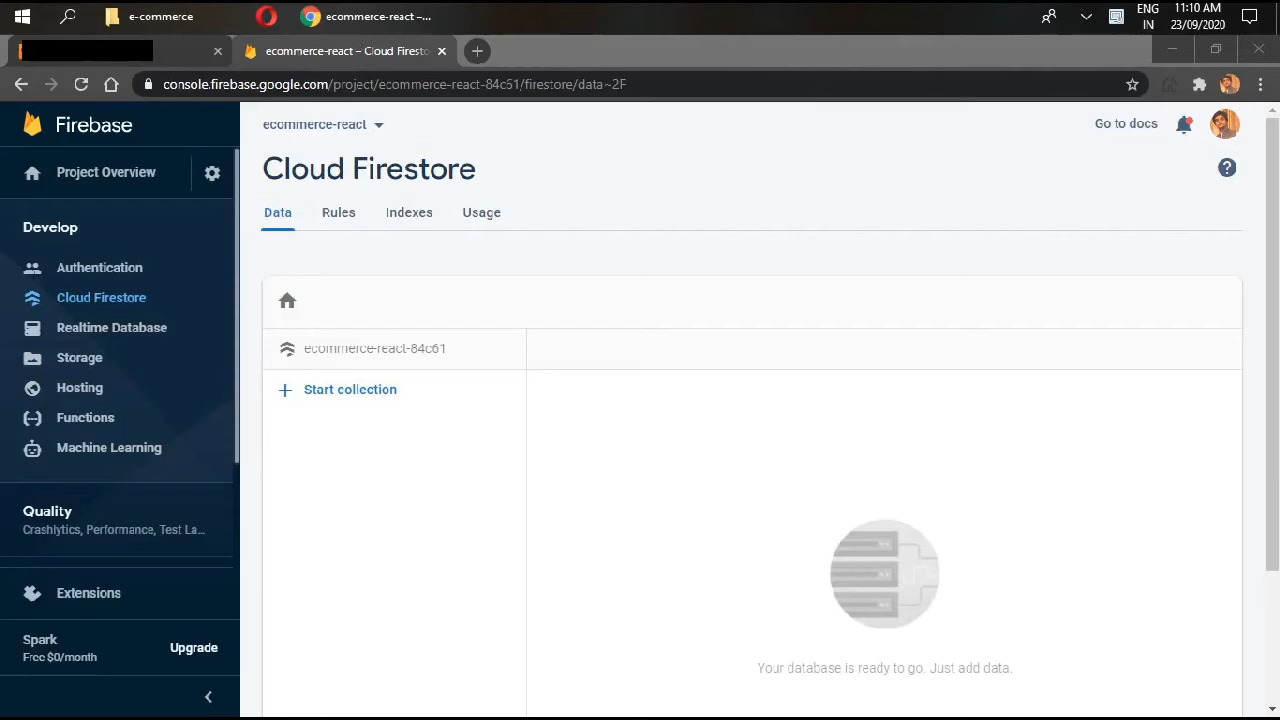 e-commerce
ecommerce-react –...
ENG
IN
11:10 AM
23/09/2020
ecommerce-react – Cloud Firesto
console.firebase.google.com/project/ecommerce-react-84c61/firestore/data~2F
Firebase
ecommerce-react
Go to docs
Project Overview
Cloud Firestore
Data Rules Indexes Usage
Develop
Authentication
Cloud Firestore
Realtime Database
Storage
Hosting
Functions
Machine Learning
ecommerce-react-84c61
Start collection
Quality
Crashlytics, Performance, Test La...
Extensions
Spark
Free $0/month
Upgrade
Your database is ready to go. Just add data.